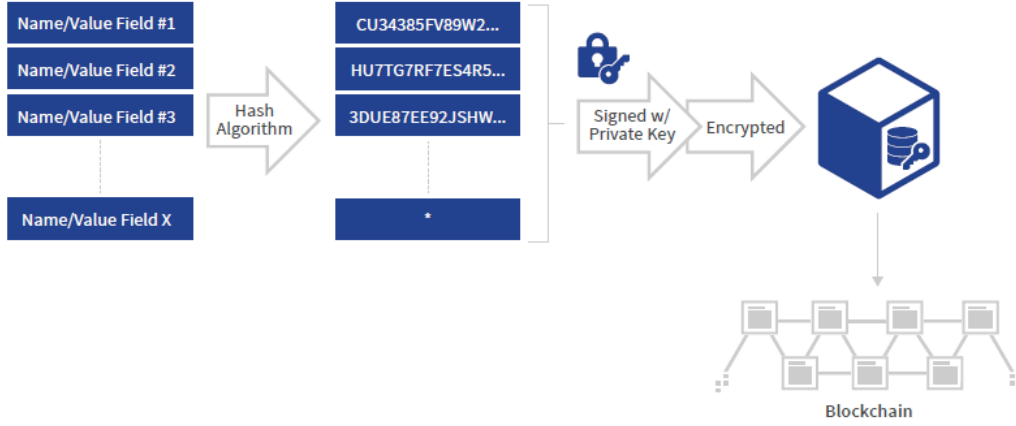 Name/Value Field #1
Name/Value Field #2
Name/Value Field #3
Name/Value Field X
Hash
Algorithm
CU34385FV89W2...
HU7TG7RF7ES4R5...
3DUE87EE92JSHW...
*
Signed w/
Private Key
Encrypted
Blockchain